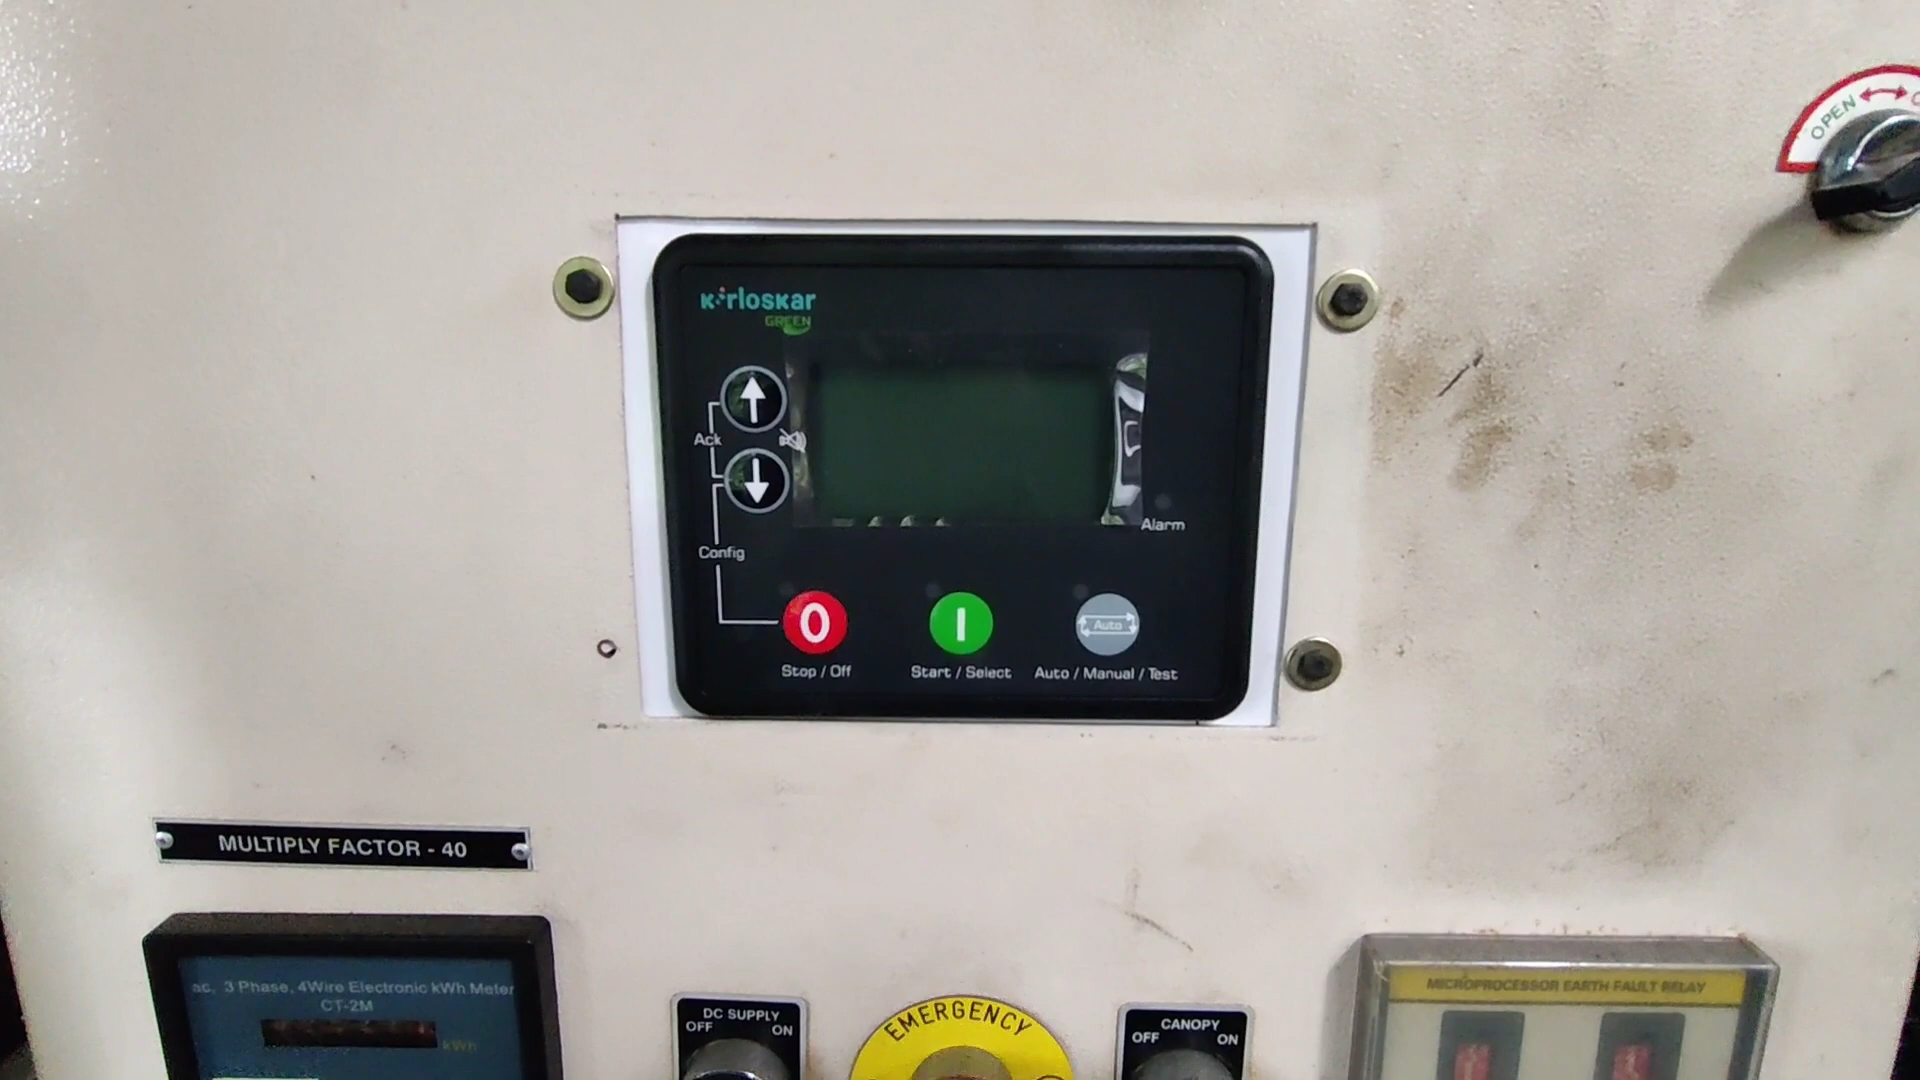 OPEN
Kirloskar
GREEN
Ack
Alarm
Config
0
I
Auto
Stop / Off
Start / Select
Auto / Manual / Test
MULTIPLY FACTOR - 40
ac, 3 Phase, 4Wire Electronic kWh Meter
CT-2M
kWh
DC SUPPLY
OFF
ON
EMERGENCY
CANOPY
OFF
ON
MICROPROCESSOR EARTH FAULT RELAY